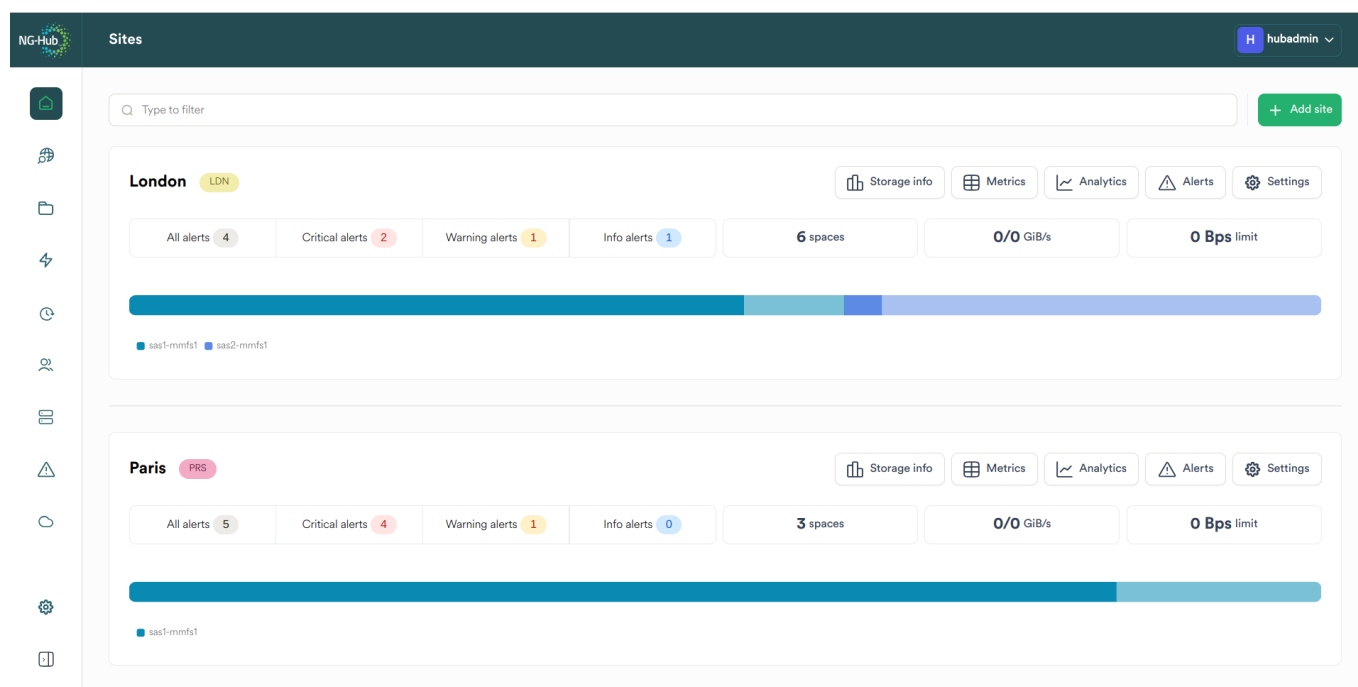 NG-Hub Sites H hubadmin
Type to filter + Add site
London LDN Storage info Metrics Analytics Alerts Settings
All alerts 4 Critical alerts 2 Warning alerts 1 Info alerts 1 6 spaces 0/0 GiB/s 0 Bps limit
sas1-mmfs1 sas2-mmfs1
Paris PRS Storage info Metrics Analytics Alerts Settings
All alerts 5 Critical alerts 4 Warning alerts 1 Info alerts 0 3 spaces 0/0 GiB/s 0 Bps limit
sas1-mmfs1